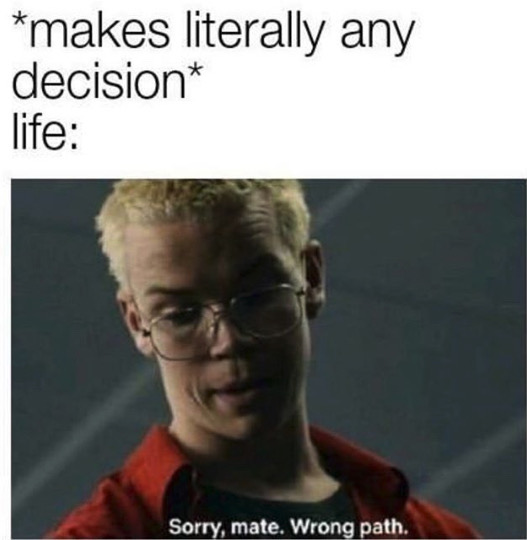 *makes literally any
decision*
life:
Sorry, mate. Wrong path.